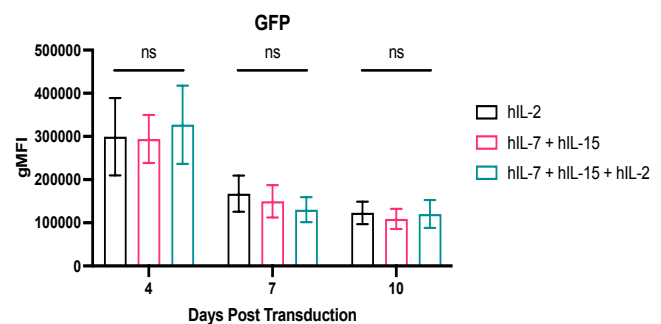 GFP
gMFI
500000
400000
300000
200000
100000
0
ns
ns
ns
4
7
10
Days Post Transduction
hIL-2
hIL-7 + hIL-15
hIL-7 + hIL-15 + hIL-2